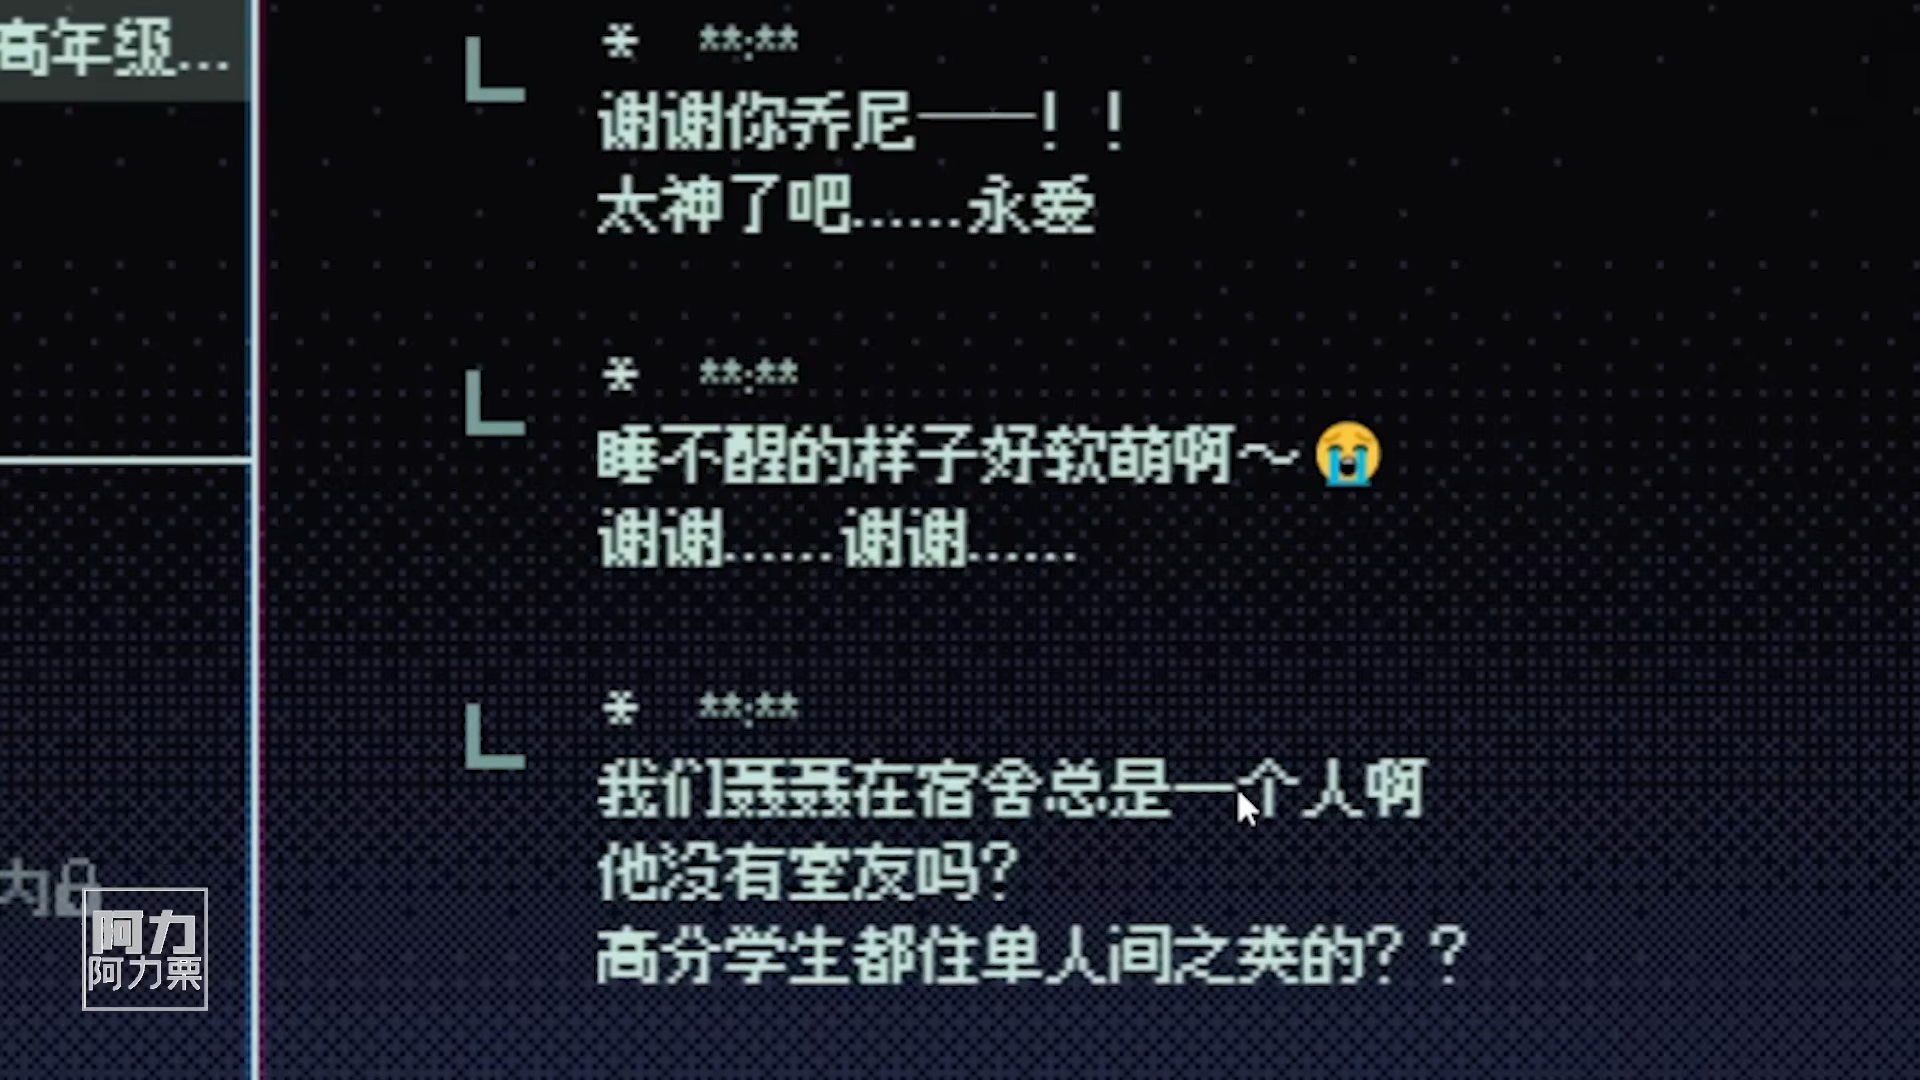 高年级...
* **:**
谢谢你乔尼——！！
太神了吧……永爱
* **:**
睡不醒的样子好软萌啊～😭
谢谢……谢谢……
* **:**
我们聂聂在宿舍总是一个人啊
他没有室友吗？
高分学生都住单人间之类的？？
内
阿力
阿力栗